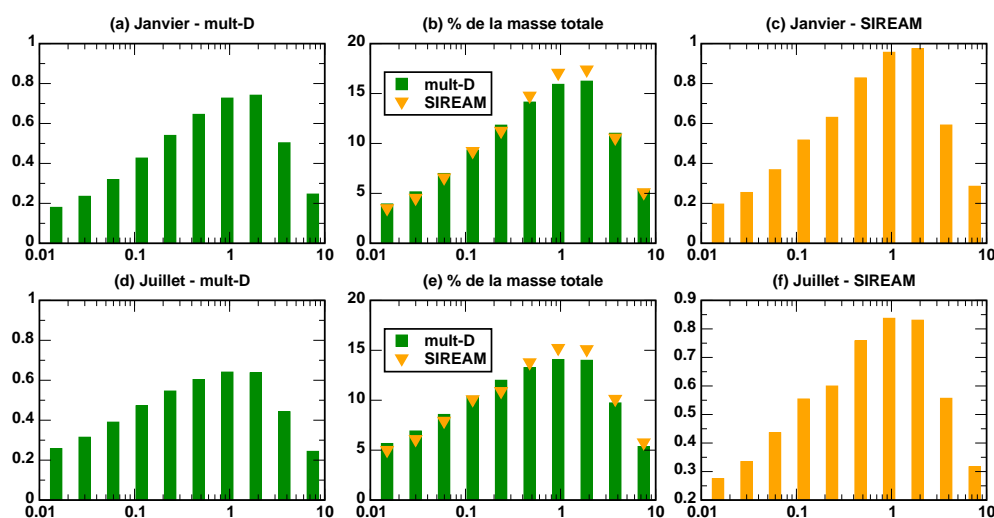 (a) Janvier - mult-D
(b) % de la masse totale
(c) Janvier - SIREAM
1
0.8
0.6
0.4
0.2
0
0.01 0.1 1 10
20
15
10
5
0
mult-D
SIREAM
0.01 0.1 1 10
1
0.8
0.6
0.4
0.2
0
0.01 0.1 1 10
(d) Juillet - mult-D
(e) % de la masse totale
(f) Juillet - SIREAM
1
0.8
0.6
0.4
0.2
0
0.01 0.1 1 10
20
15
10
5
0
mult-D
SIREAM
0.01 0.1 1 10
0.9
0.8
0.7
0.6
0.5
0.4
0.3
0.2
0.01 0.1 1 10